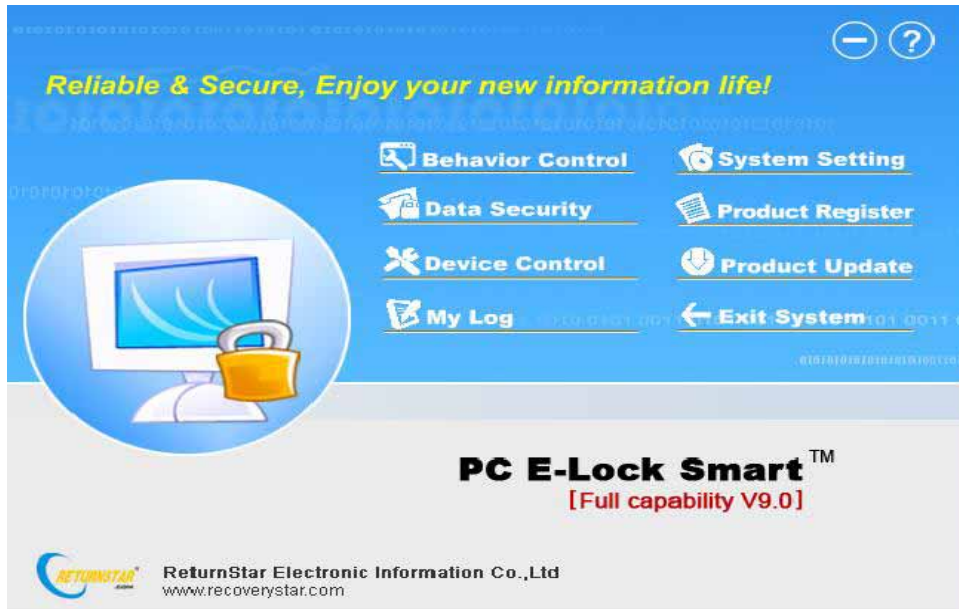 Reliable & Secure, Enjoy your new information life!
Behavior Control
System Setting
Data Security
Product Register
Device Control
Product Update
My Log
Exit System
PC E-Lock Smart™
[Full capability V9.0]
RETURNSTAR
.com
ReturnStar Electronic Information Co.,Ltd
www.recoverystar.com